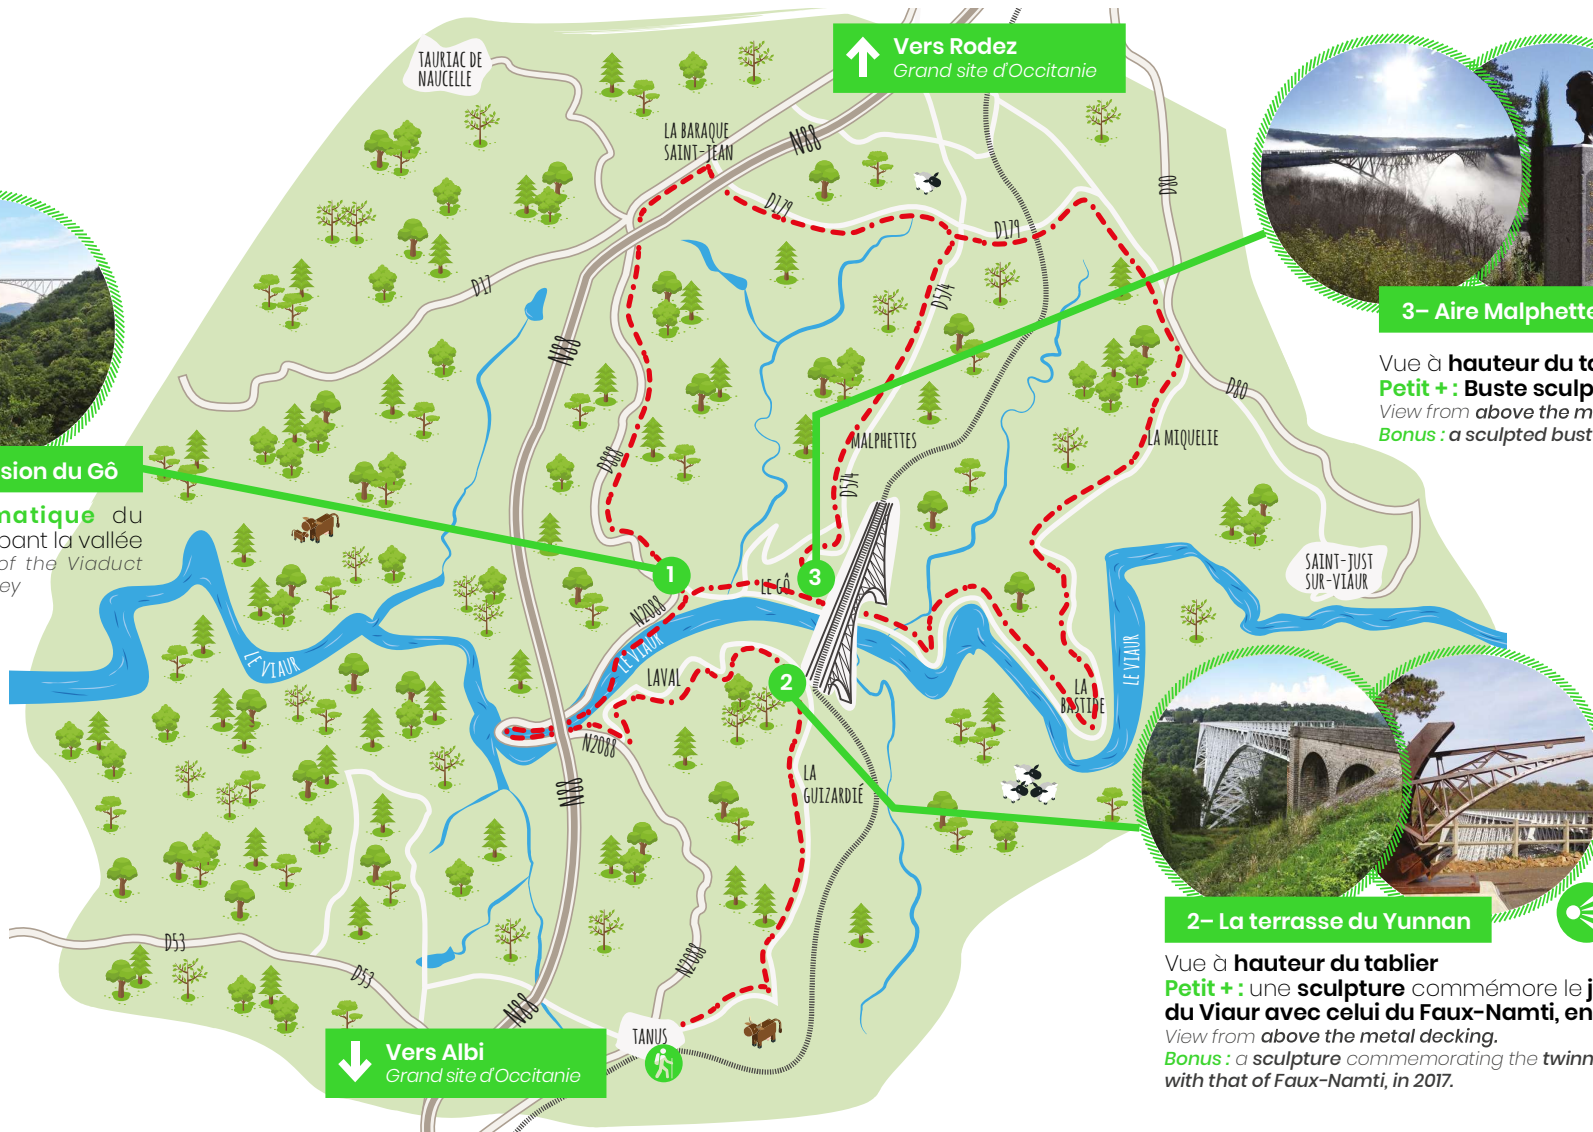 TAURIAC DE
NAUCELLE
Vers Rodez
Grand site d'Occitanie
LA BARAQUE
SAINT-JEAN
N88
D179
D179
D80
D17
N88
D574
D80
3– Aire Malphette
Vue à hauteur du
Petit + : Buste sculp
View from above the m
Bonus : a sculpted bust
MALPHETTES
LA MIQUELIE
D888
D574
sion du Gô
matique du
pant la vallée
of the Viaduct
ey
1
3
LE GÔ
SAINT-JUST
SUR-VIAUR
N2088
LE VIAUR
LE VIAUR
LE VIAUR
LAVAL
2
LA
BASTIDE
N2088
LA
GUIZARDIÉ
N88
2– La terrasse du Yunnan
Vue à hauteur du tablier
Petit + : une sculpture commémore le j
du Viaur avec celui du Faux-Namti, en
View from above the metal decking.
Bonus : a sculpture commemorating the twinn
with that of Faux-Namti, in 2017.
D53
D53
N2088
N88
TANUS
Vers Albi
Grand site d'Occitanie